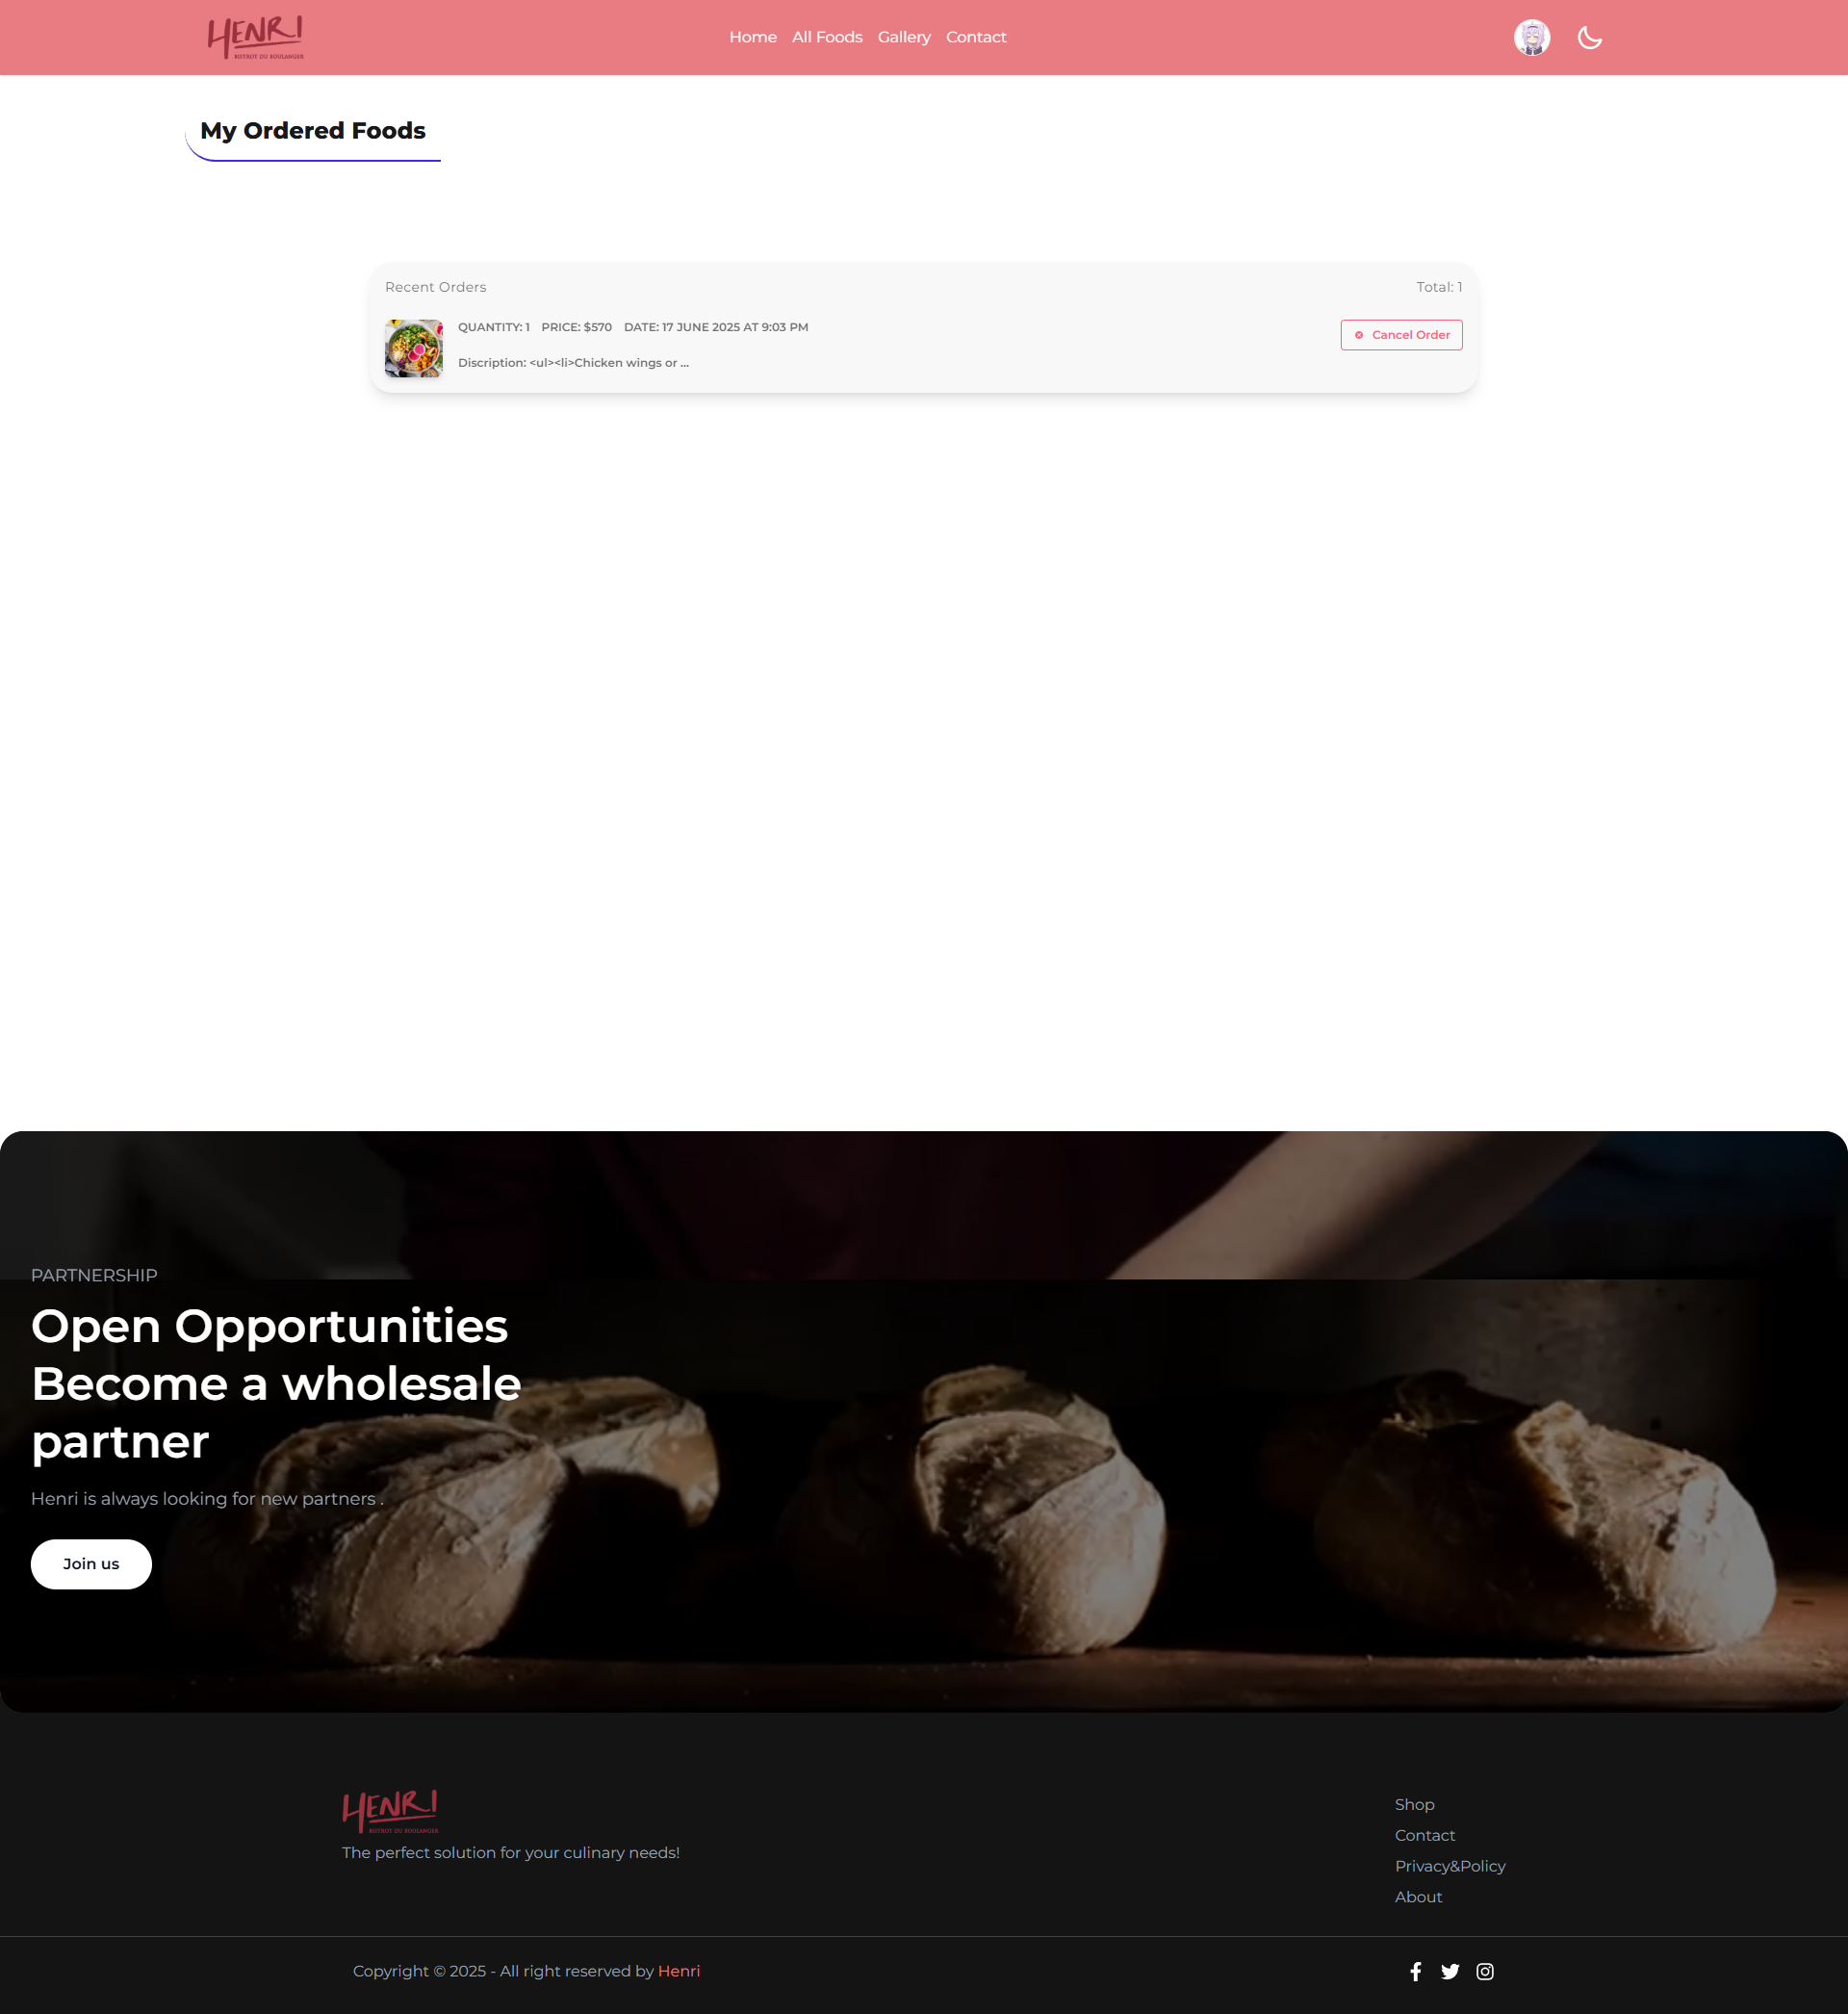 HENRI
BISTROT DU BOULANGER
Home All Foods Gallery Contact
My Ordered Foods
Recent Orders Total: 1
QUANTITY: 1 PRICE: $570 DATE: 17 JUNE 2025 AT 9:03 PM
Cancel Order
Discription: <ul><li>Chicken wings or ...
PARTNERSHIP
Open Opportunities
Become a wholesale
partner
Henri is always looking for new partners .
Join us
HENRI
BISTROT DU BOULANGER
The perfect solution for your culinary needs!
Shop
Contact
Privacy&Policy
About
Copyright © 2025 - All right reserved by Henri